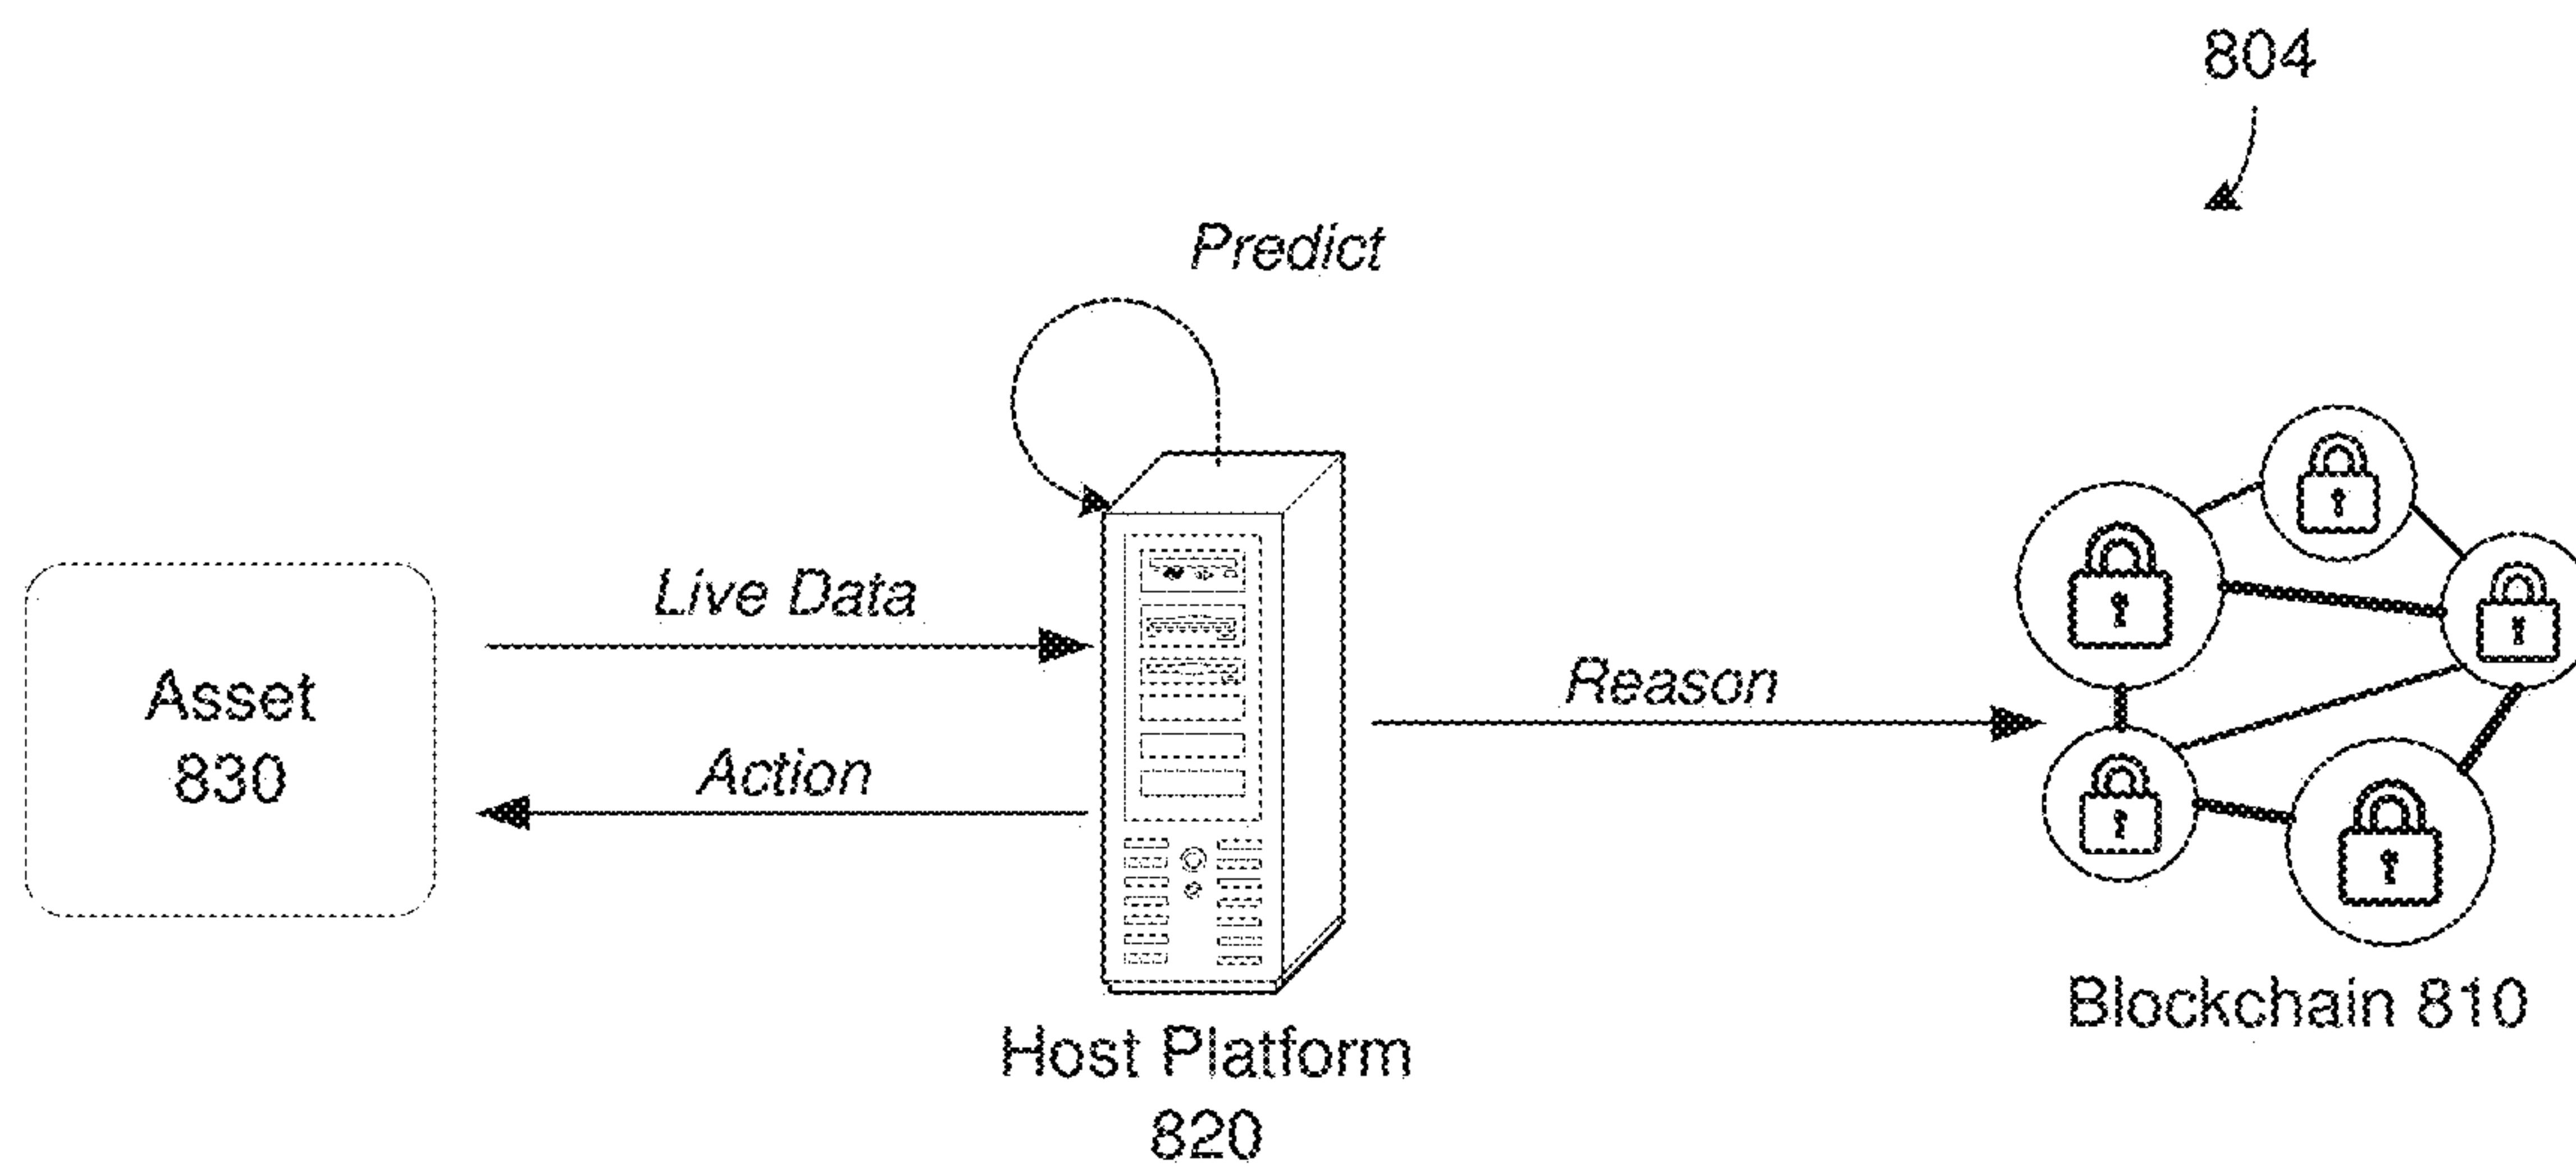 804
Predict
Live Data
Asset
830
Action
Reason
Host Platform
820
Blockchain 810